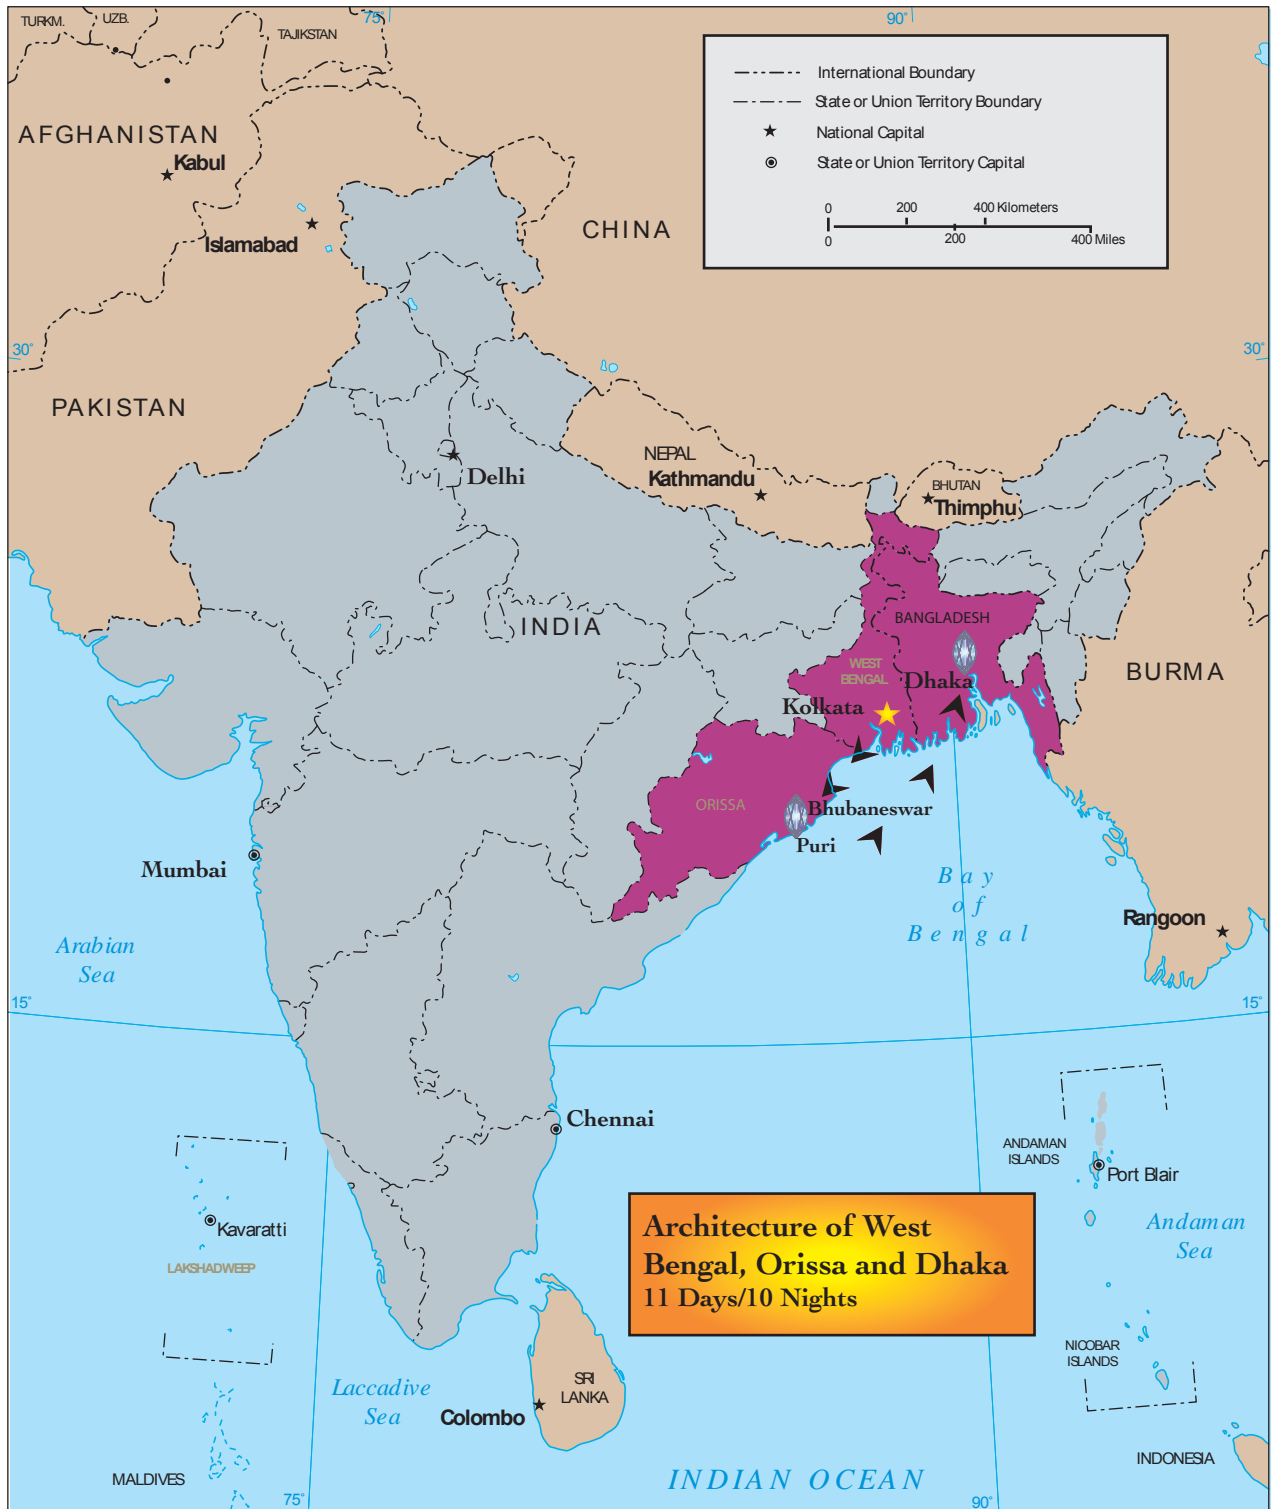 TURKM.
UZB.
TAJIKSTAN
75°
90°
International Boundary
State or Union Territory Boundary
National Capital
State or Union Territory Capital
0 200 400 Kilometers
0 200 400 Miles
AFGHANISTAN
Kabul
Islamabad
CHINA
30°
30°
PAKISTAN
NEPAL
Kathmandu
BHUTAN
Thimphu
Delhi
INDIA
BANGLADESH
WEST
BENGAL
Dhaka
BURMA
Kolkata
ORISSA
Bhubaneswar
Puri
Mumbai
Bay
of
Bengal
Rangoon
Arabian
Sea
15°
15°
Chennai
ANDAMAN
ISLANDS
Port Blair
Kavaratti
LAKSHADWEEP
Andaman
Sea
Architecture of West
Bengal, Orissa and Dhaka
11 Days/10 Nights
NICOBAR
ISLANDS
Laccadive
Sea
SRI
LANKA
Colombo
MALDIVES
INDIAN OCEAN
INDONESIA
75°
90°